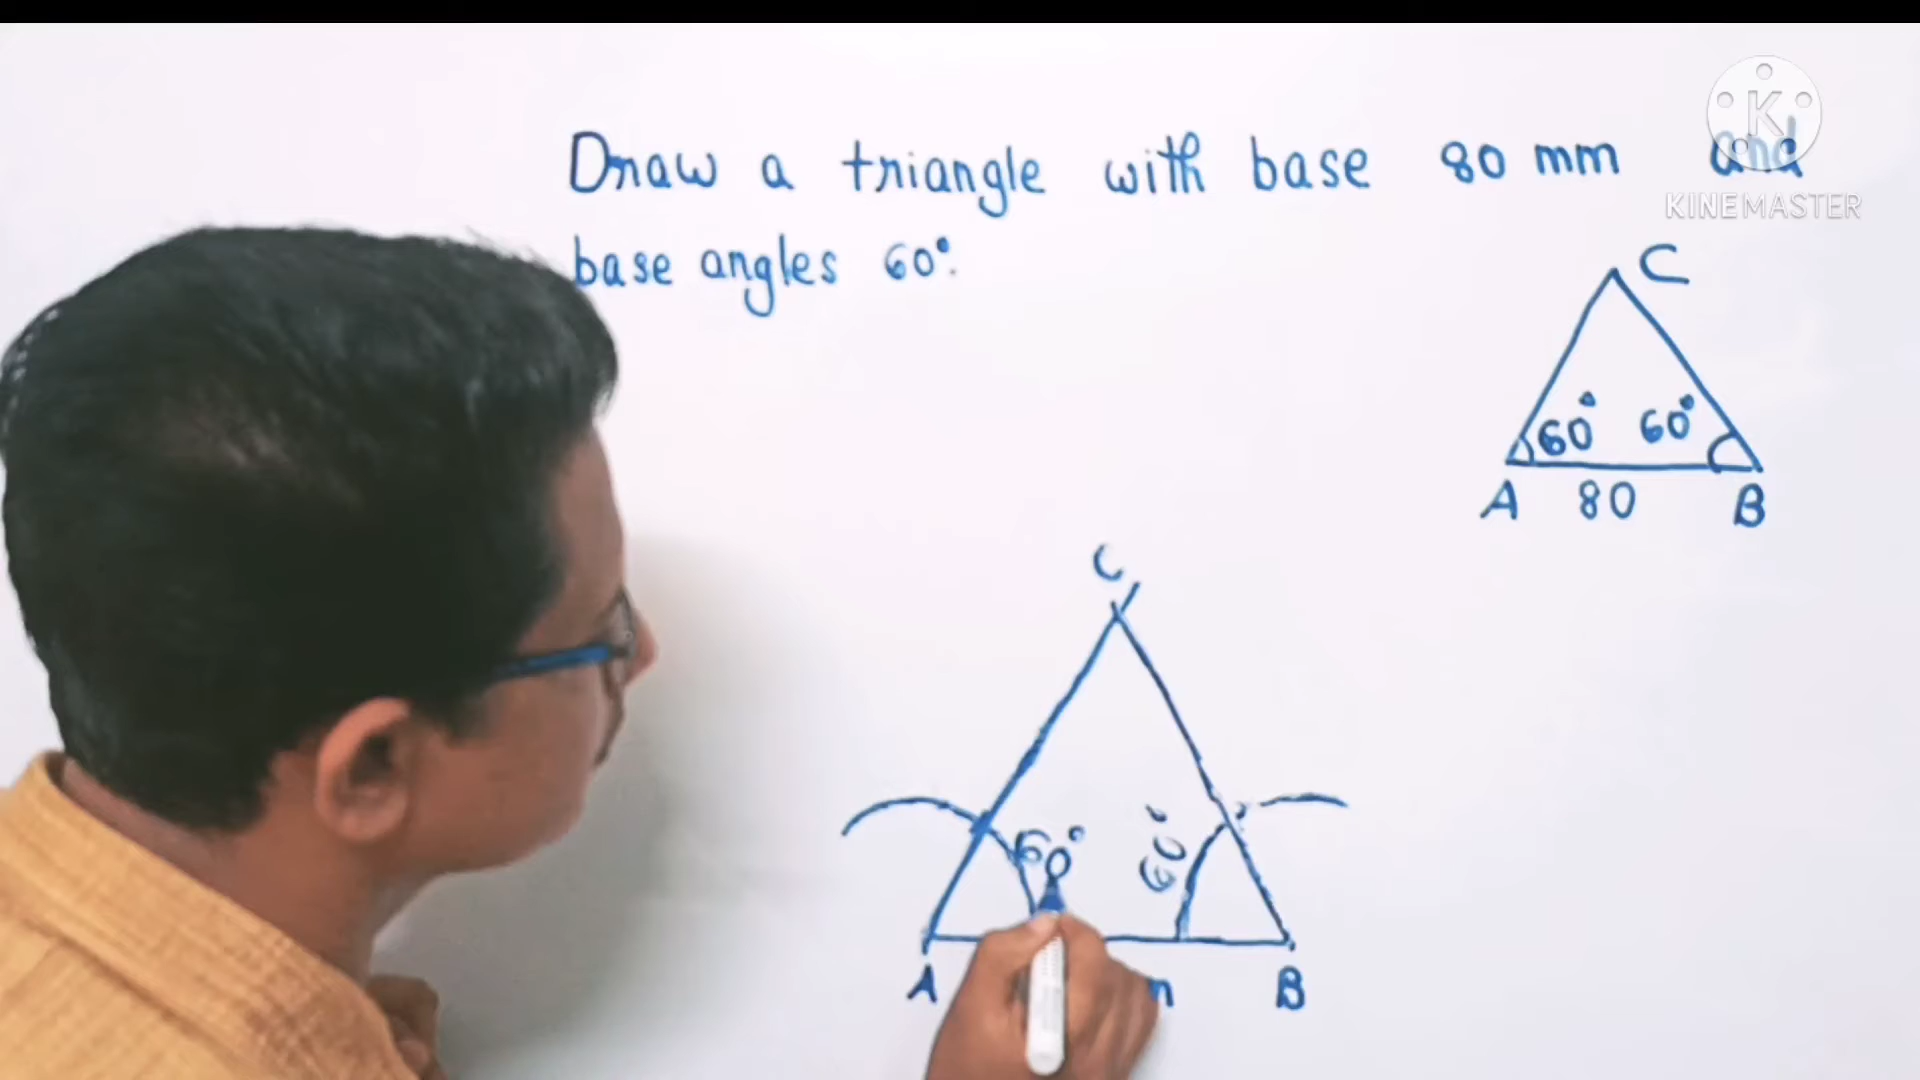 Draw a triangle with base 80 mm and
base angles 60°.
K
KINEMASTER
C
60° 60°
A 80 B
C
60° 60°
A B